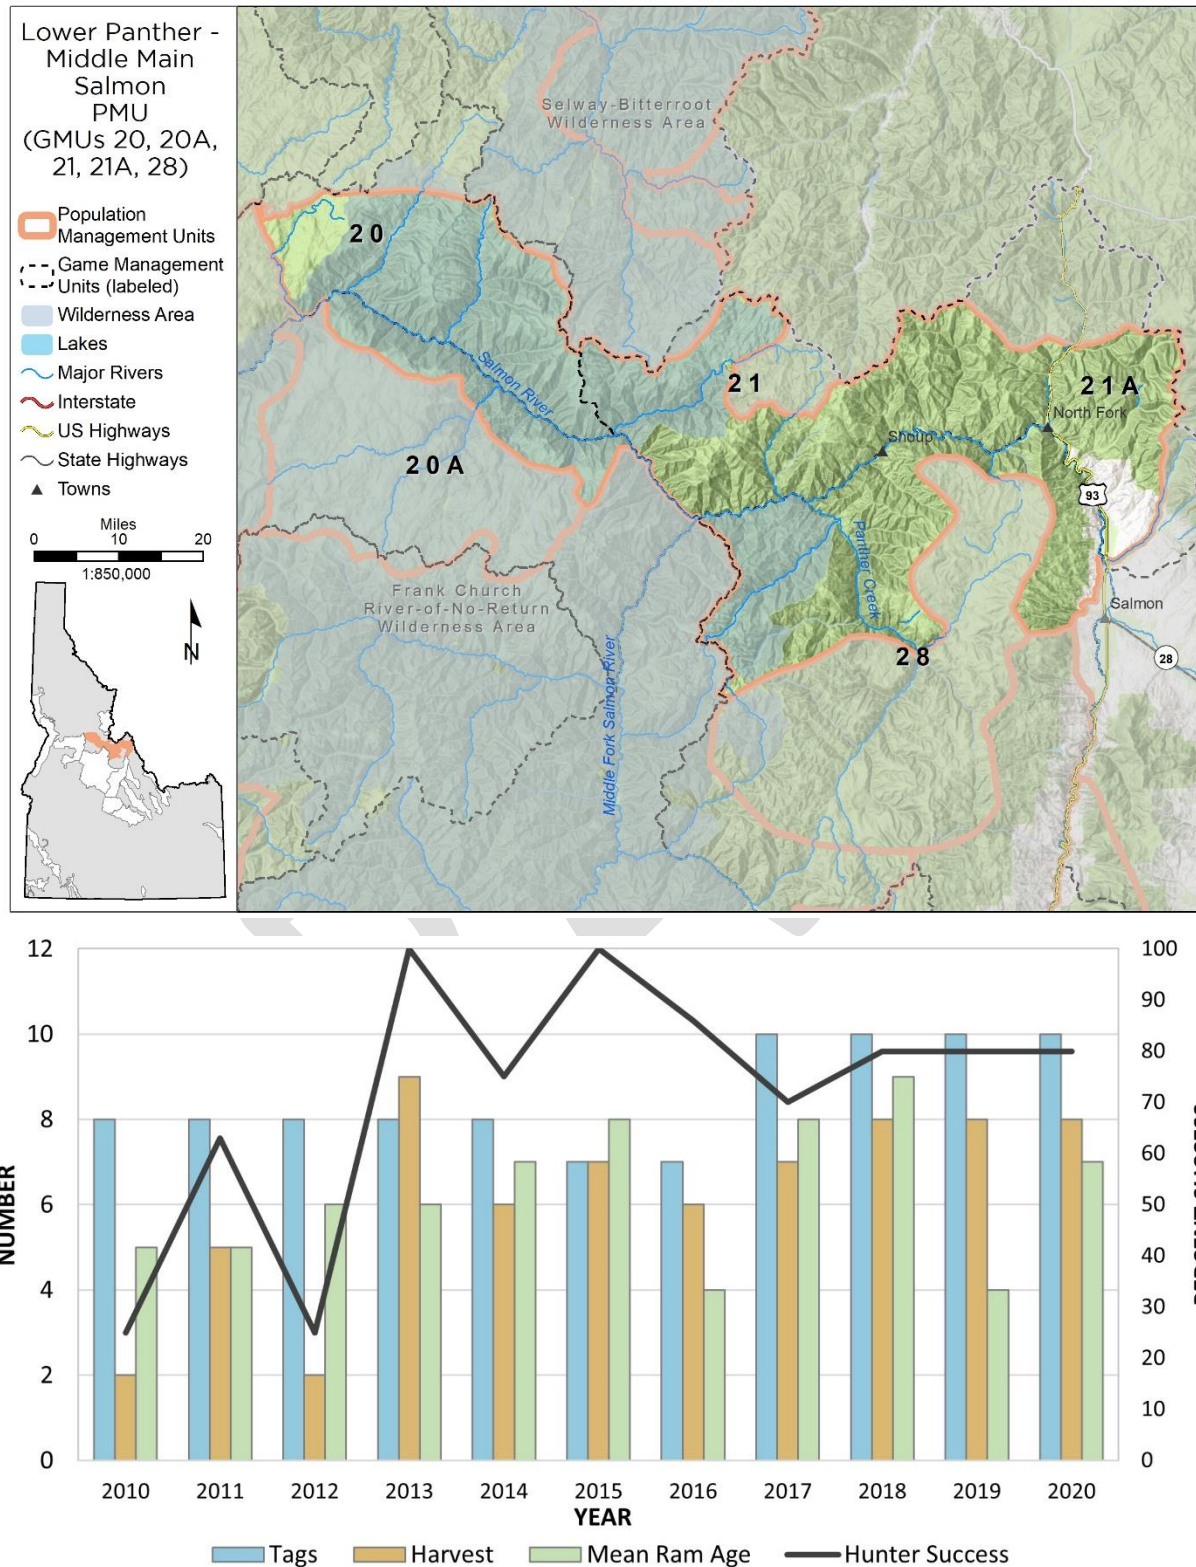 Lower Panther -
Middle Main
Salmon
PMU
(GMUs 20, 20A,
21, 21A, 28)
Population
Management Units
Game Management
Units (labeled)
Wilderness Area
Lakes
Major Rivers
Interstate
US Highways
State Highways
Towns
Miles
0 10 20
1:850,000
N
Selway-Bitterroot
Wilderness Area
20
Salmon River
21
21A
North Fork
Shoup
20A
93
Panther Creek
Frank Church
River-of-No-Return
Wilderness Area
Salmon
28
28
Middle Fork Salmon River
12
10
8
6
4
2
0
NUMBER
100
90
80
70
60
50
40
30
20
10
0
PERCENT SUCCESS
2010 2011 2012 2013 2014 2015 2016 2017 2018 2019 2020
YEAR
Tags Harvest Mean Ram Age Hunter Success